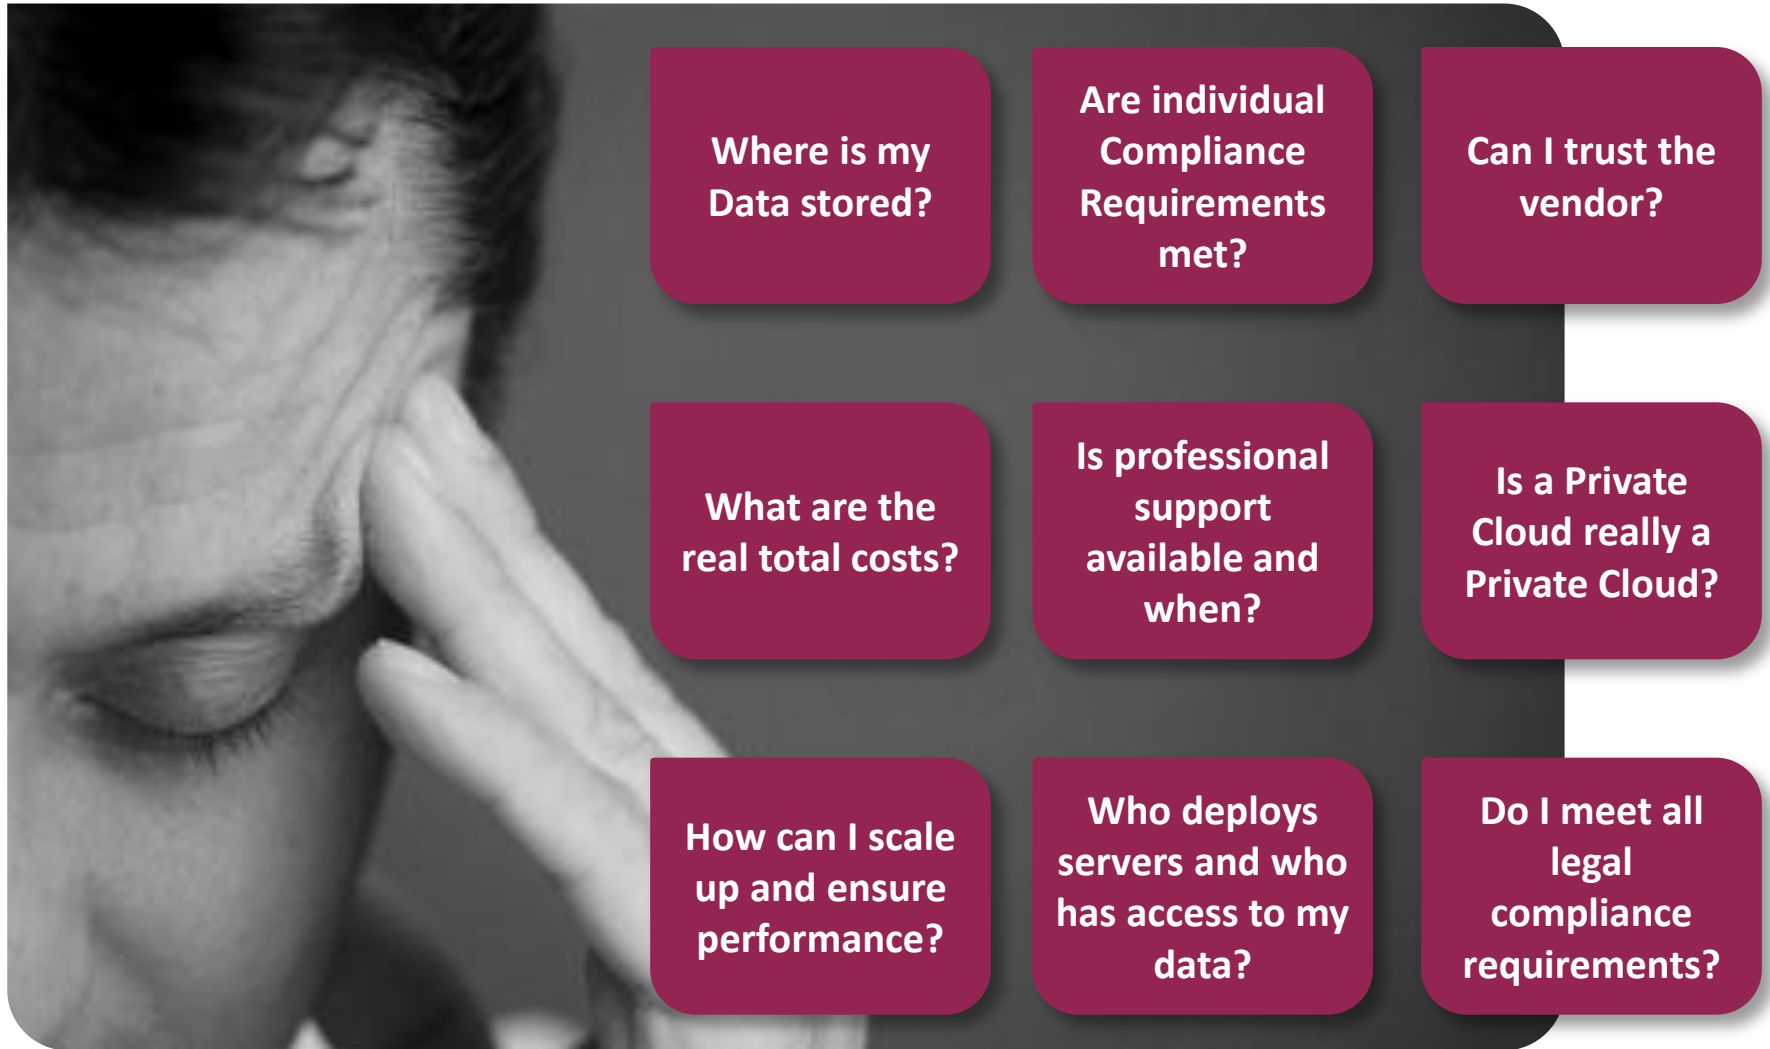 Where is my
Data stored?
Are individual
Compliance
Requirements
met?
Can I trust the
vendor?
What are the
real total costs?
Is professional
support
available and
when?
Is a Private
Cloud really a
Private Cloud?
How can I scale
up and ensure
performance?
Who deploys
servers and who
has access to my
data?
Do I meet all
legal
compliance
requirements?